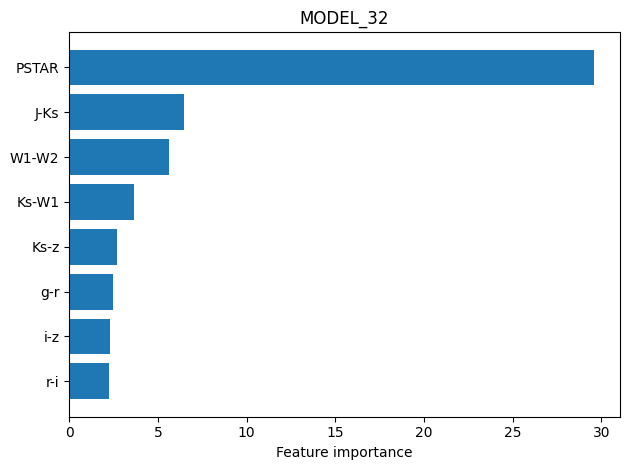 MODEL_32
PSTAR
J-Ks
W1-W2
Ks-W1
Ks-z
g-r
i-z
r-i
0 5 10 15 20 25 30
Feature importance